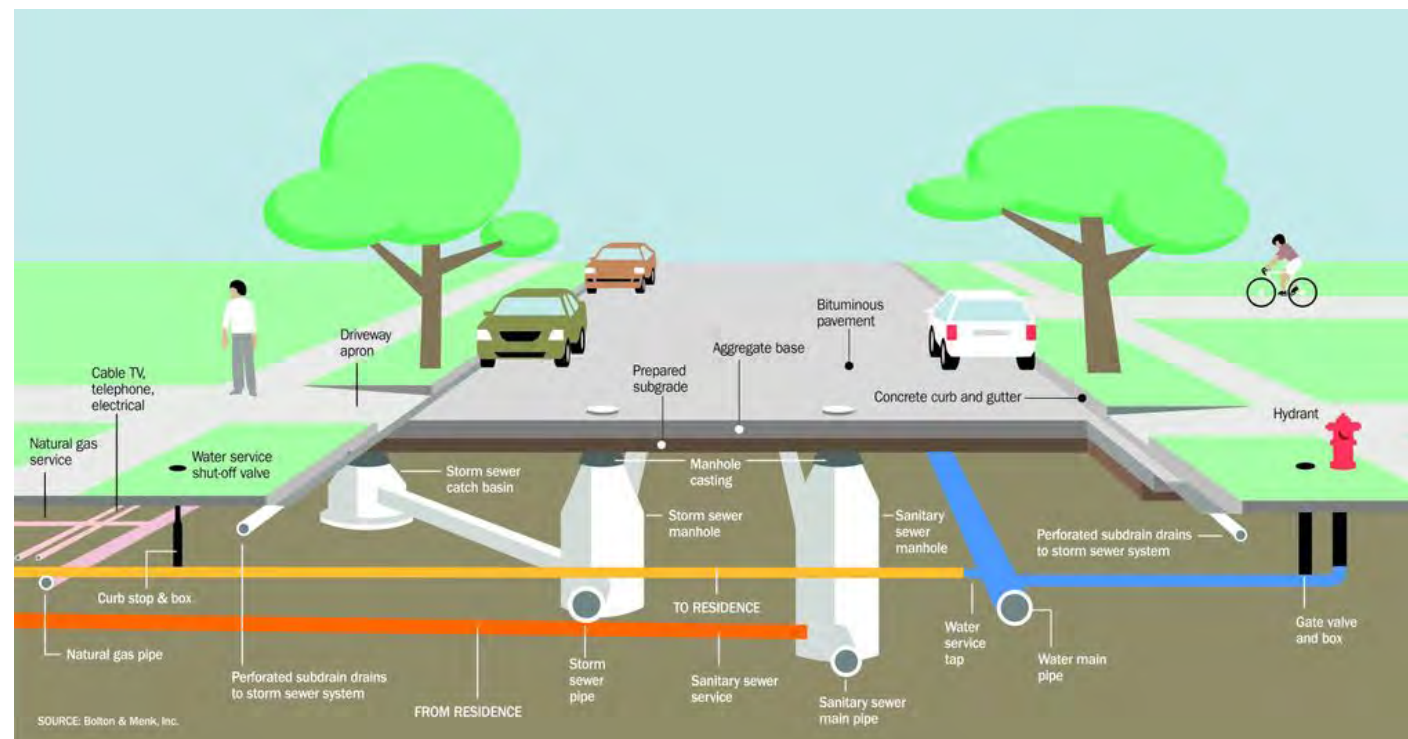 Bituminous
pavement
Driveway
apron
Aggregate base
Cable TV,
telephone,
electrical
Prepared
subgrade
Concrete curb and gutter
Hydrant
Natural gas
service
Water service
shut-off valve
Storm sewer
catch basin
Manhole
casting
Storm sewer
manhole
Sanitary
sewer
manhole
Perforated subdrain drains
to storm sewer system
Curb stop & box
TO RESIDENCE
Water
service
tap
Gate valve
and box
Natural gas pipe
Perforated subdrain drains
to storm sewer system
Storm
sewer
pipe
Sanitary sewer
service
Water main
pipe
Sanitary sewer
main pipe
FROM RESIDENCE
SOURCE: Bolton & Menk, Inc.